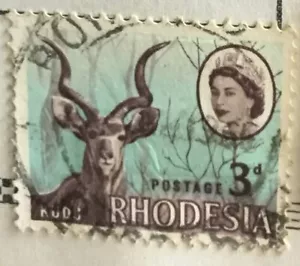 POSTAGE 3d
KUDU RHODESIA